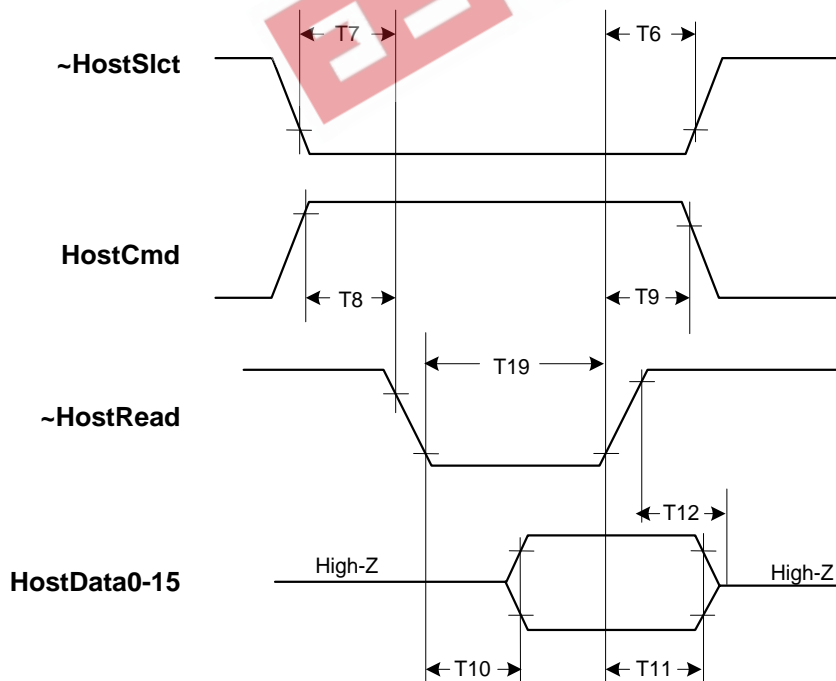 T7
T6
~HostSlct
HostCmd
T8
T9
T19
~HostRead
T12
High-Z
High-Z
HostData0-15
T10
T11